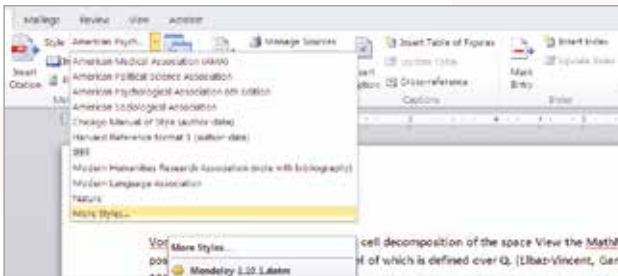 Mailings Review View Acrobat
Style: American Psych... Manage Sources Insert Table of Figures Insert Index
Insert Citation Update Table Mark Entry Update Index
Cross-reference
Captions Index
American Medical Association (AMA)
American Political Science Association
American Psychological Association 6th Edition
American Sociological Association
Chicago Manual of Style (author-date)
Harvard Reference format 1 (author-date)
IEEE
Modern Humanities Research Association (note with bibliography)
Modern Language Association
Nature
More Styles...
cell decomposition of the space View the
More Styles...
of which is defined over Q. (Elbaz-Vincent,
Mendeley 1.10.1.dotm